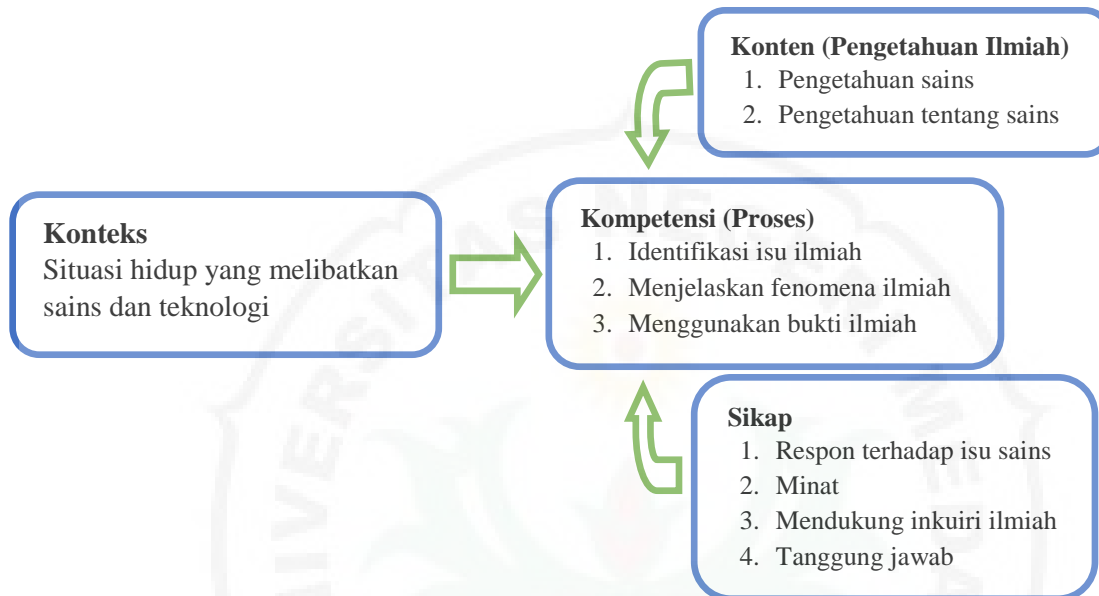 Konten (Pengetahuan Ilmiah)
1. Pengetahuan sains
2. Pengetahuan tentang sains
Konteks
Situasi hidup yang melibatkan
sains dan teknologi
Kompetensi (Proses)
1. Identifikasi isu ilmiah
2. Menjelaskan fenomena ilmiah
3. Menggunakan bukti ilmiah
Sikap
1. Respon terhadap isu sains
2. Minat
3. Mendukung inkuiri ilmiah
4. Tanggung jawab